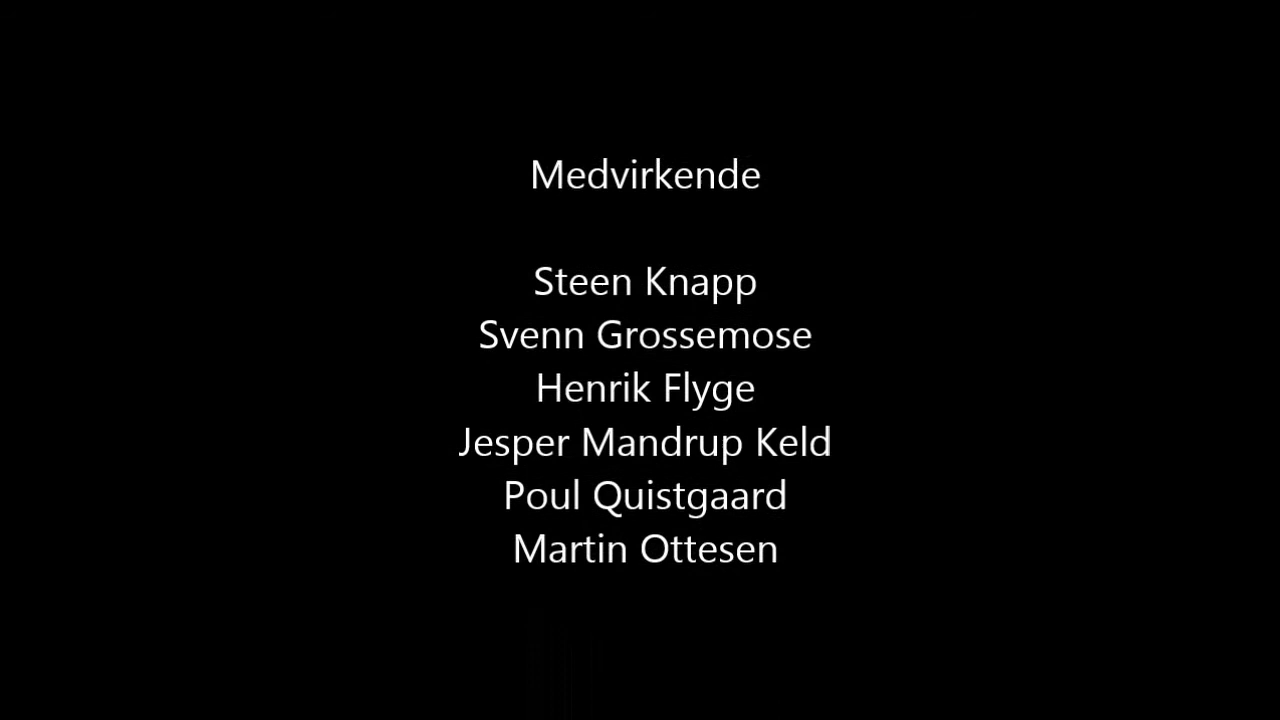 Medvirkende
Steen Knapp
Svenn Grossemose
Henrik Flyge
Jesper Mandrup Keld
Poul Quistgaard
Martin Ottesen